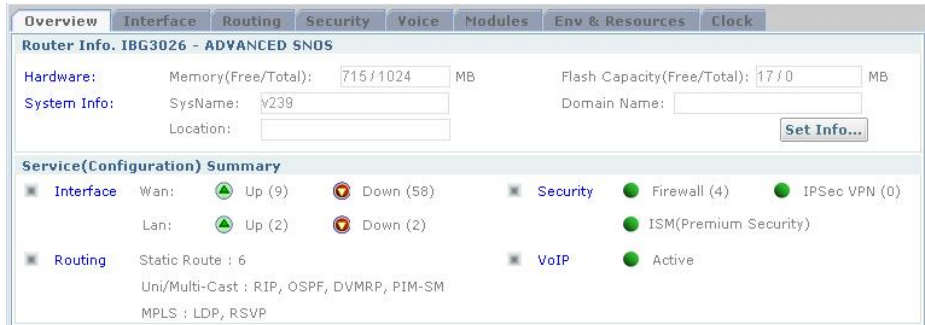 Overview Interface Routing Security Voice Modules Env & Resources Clock
Router Info. IBG3026 - ADVANCED SNOS
Hardware: Memory(Free/Total): 715/1024 MB Flash Capacity(Free/Total): 17/0 MB
System Info: SysName: v239 Domain Name:
Location: Set Info...
Service(Configuration) Summary
Interface Wan: Up (9) Down (58) Security Firewall (4) IPSec VPN (0)
Lan: Up (2) Down (2) ISM(Premium Security)
Routing Static Route : 6 VoIP Active
Uni/Multi-Cast : RIP, OSPF, DVMRP, PIM-SM
MPLS : LDP, RSVP